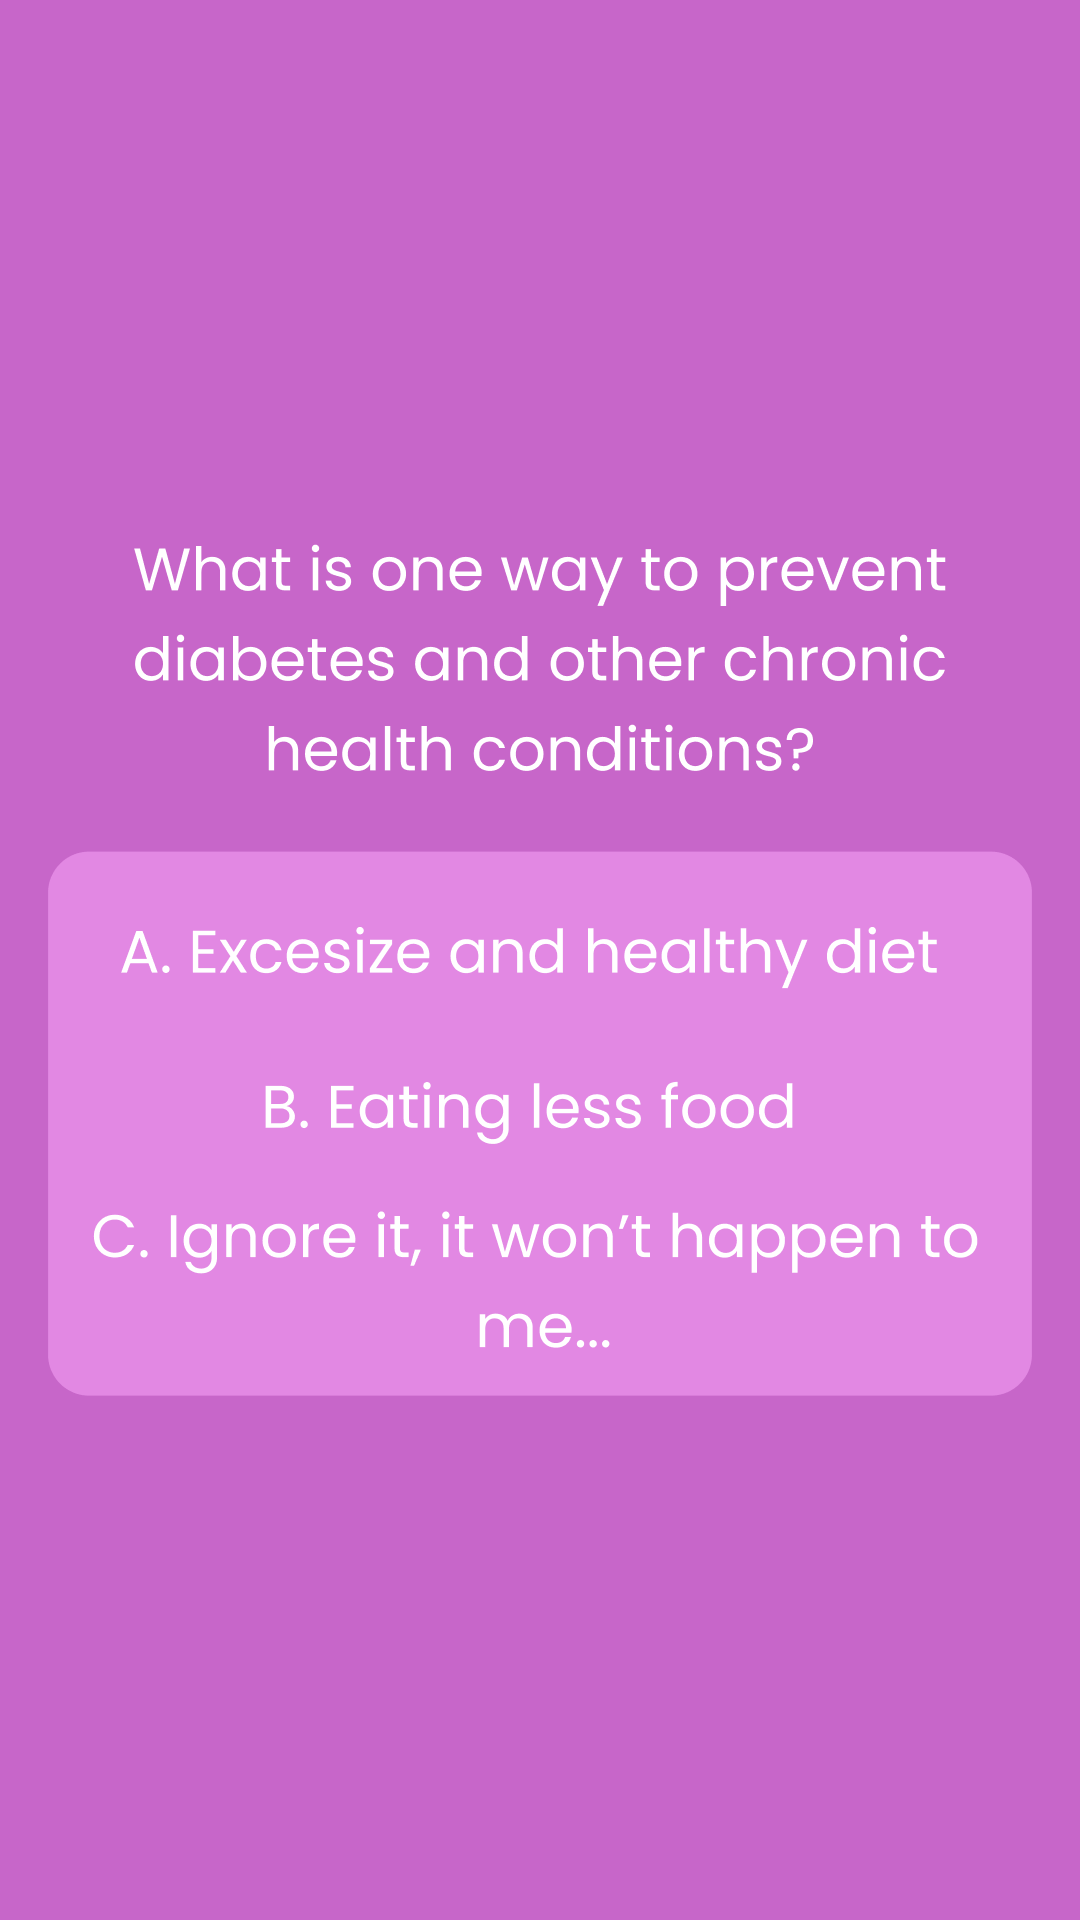 What is one way to prevent
diabetes and other chronic
health conditions?
A. Excesize and healthy diet
B. Eating less food
C. Ignore it, it won’t happen to
me...